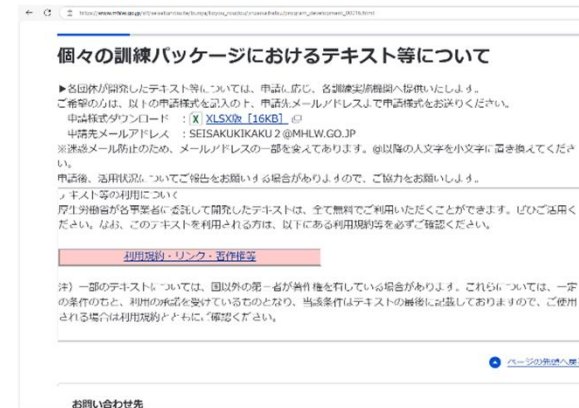 個々の訓練パッケージにおけるテキスト等について
▶各団体が開発したテキスト等については、申請に応じ、各訓練実施機関へ提供いたします。
ご希望の方は、以下の申請様式を記入の上、申請先メールアドレスまで申請様式をお送りください。
申請様式ダウンロード :XLSX版 [16KB]
申請先メールアドレス :SEISAKUKIKAKU2@MHLW.GO.JP
※迷惑メール防止のため、メールアドレスの一部を変えてあります。@以降の大文字を小文字に置き換えてくださ
い。
申請後、活用状況についてご報告をお願いする場合がありますので、ご協力をお願いします。
テキスト等の利用について
厚生労働省が各事業者に委託して開発したテキストは、全て無料でご利用いただくことができます。ぜひご活用く
ださい。なお、このテキストを利用される方は、以下にある利用規約等を必ずご確認ください。
利用規約・リンク・著作権等
注)一部のテキストについては、国以外の第三者が著作権を有している場合があります。これらについては、一定
の条件のもと、利用の承諾を受けているものとなり、当該条件はテキストの最後に記載しておりますので、ご使用
される場合は利用規約とともにご確認ください。
ページの先頭へ戻
お問い合わせ先